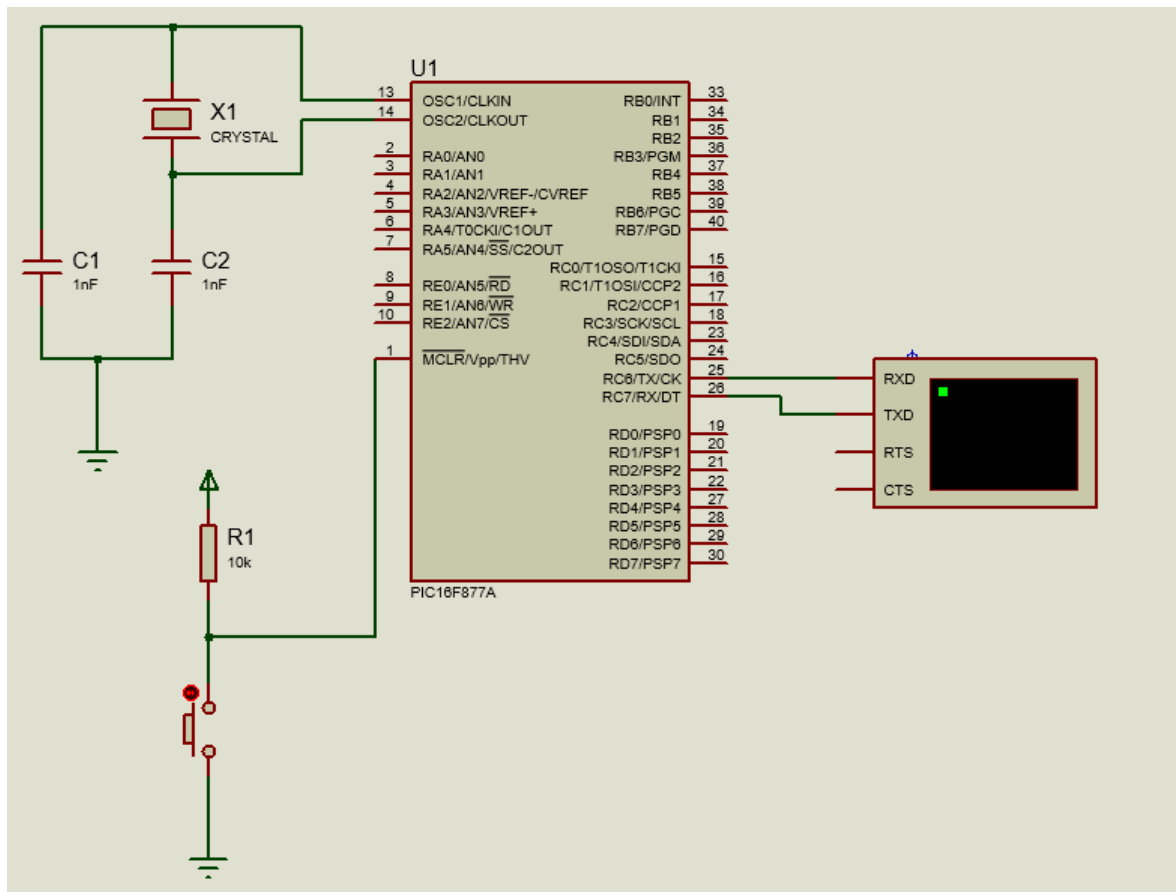 U1
X1
CRYSTAL
C1
1nF
C2
1nF
R1
10k
13 OSC1/CLKIN
14 OSC2/CLKOUT
2 RA0/AN0
3 RA1/AN1
4 RA2/AN2/VREF-/CVREF
5 RA3/AN3/VREF+
6 RA4/T0CKI/C1OUT
7 RA5/AN4/SS/C2OUT
8 RE0/AN5/RD
9 RE1/AN6/WR
10 RE2/AN7/CS
1 MCLR/Vpp/THV
RB0/INT 33
RB1 34
RB2 35
RB3/PGM 36
RB4 37
RB5 38
RB6/PGC 39
RB7/PGD 40
RC0/T1OSO/T1CKI 15
RC1/T1OSI/CCP2 16
RC2/CCP1 17
RC3/SCK/SCL 18
RC4/SDI/SDA 23
RC5/SDO 24
RC6/TX/CK 25
RC7/RX/DT 26
RD0/PSP0 19
RD1/PSP1 20
RD2/PSP2 21
RD3/PSP3 22
RD4/PSP4 27
RD5/PSP5 28
RD6/PSP6 29
RD7/PSP7 30
PIC16F877A
RXD
TXD
RTS
CTS